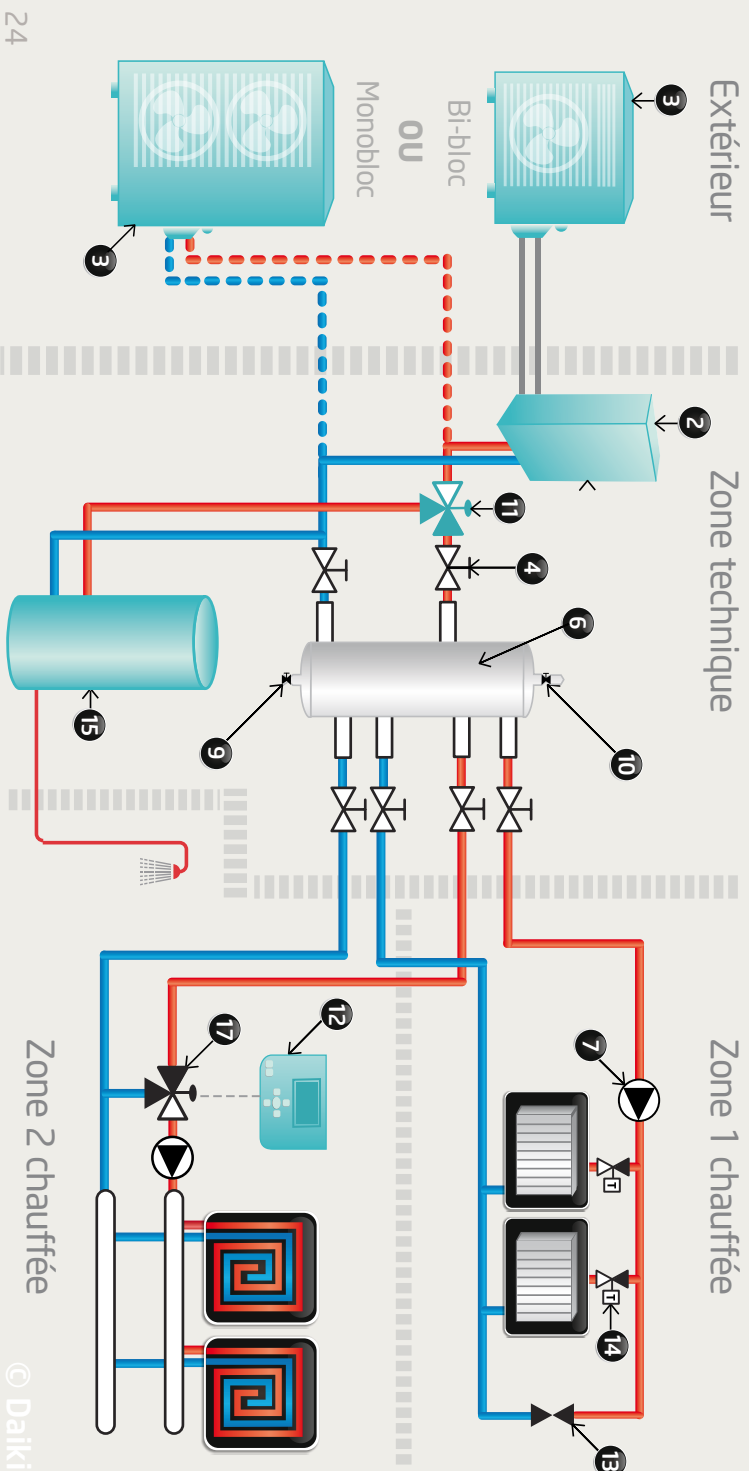 Extérieur
Zone technique
Zone 1 chauffée
3
2
11
4
6
10
7
T
T
14
13
Bi-bloc
OU
Monobloc
3
15
9
12
17
Zone 2 chauffée
24
© Daiki